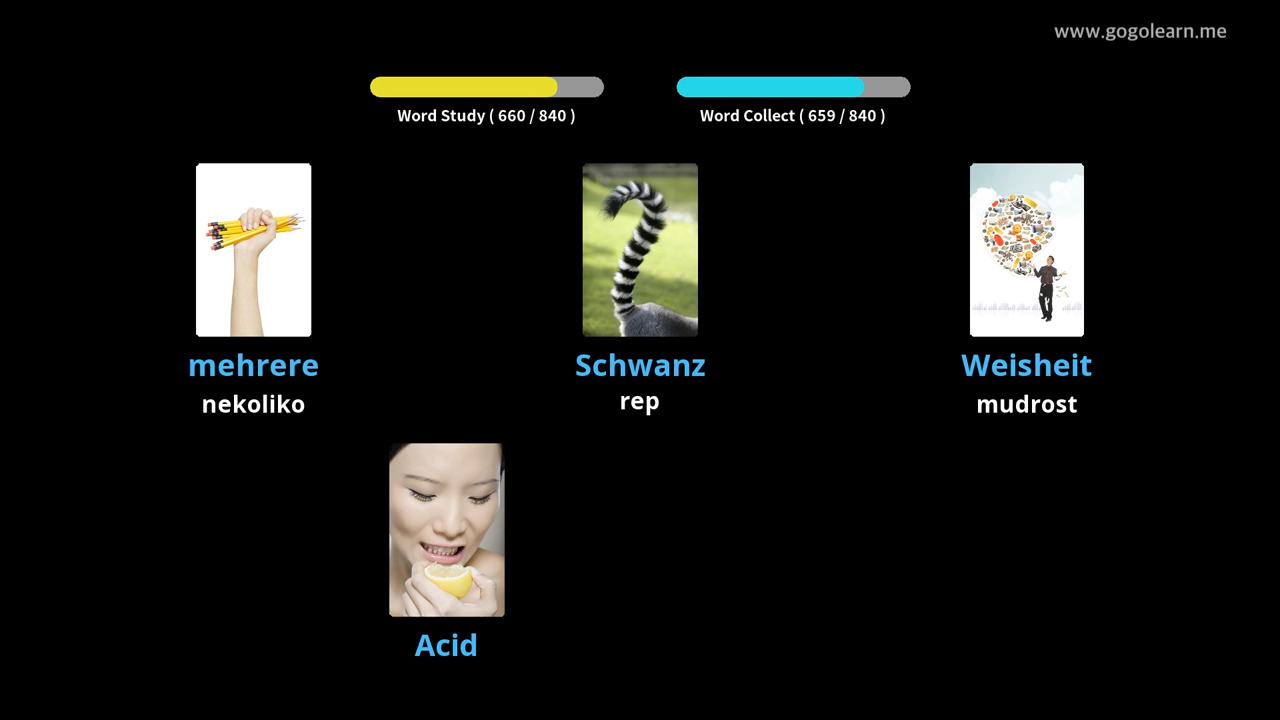 www.gogolearn.me
Word Study ( 660 / 840 )
Word Collect ( 659 / 840 )
mehrere
nekoliko
Schwanz
rep
Weisheit
mudrost
Acid